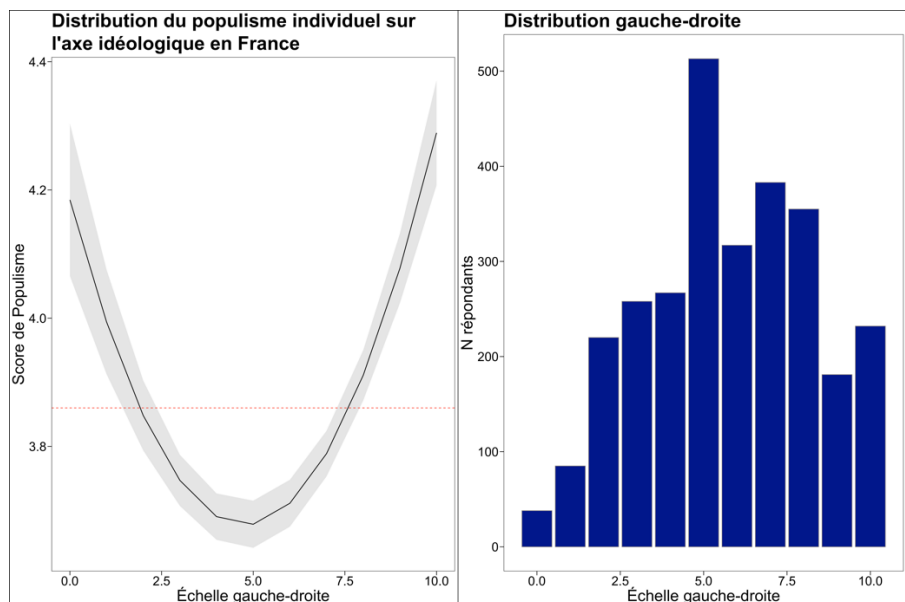 Distribution du populisme individuel sur
l'axe idéologique en France
4.4
4.2
4.0
3.8
Score de Populisme
0.0
2.5
5.0
7.5
10.0
Échelle gauche-droite
Distribution gauche-droite
500
400
300
200
100
0
N répondants
0.0
2.5
5.0
7.5
10.0
Échelle gauche-droite